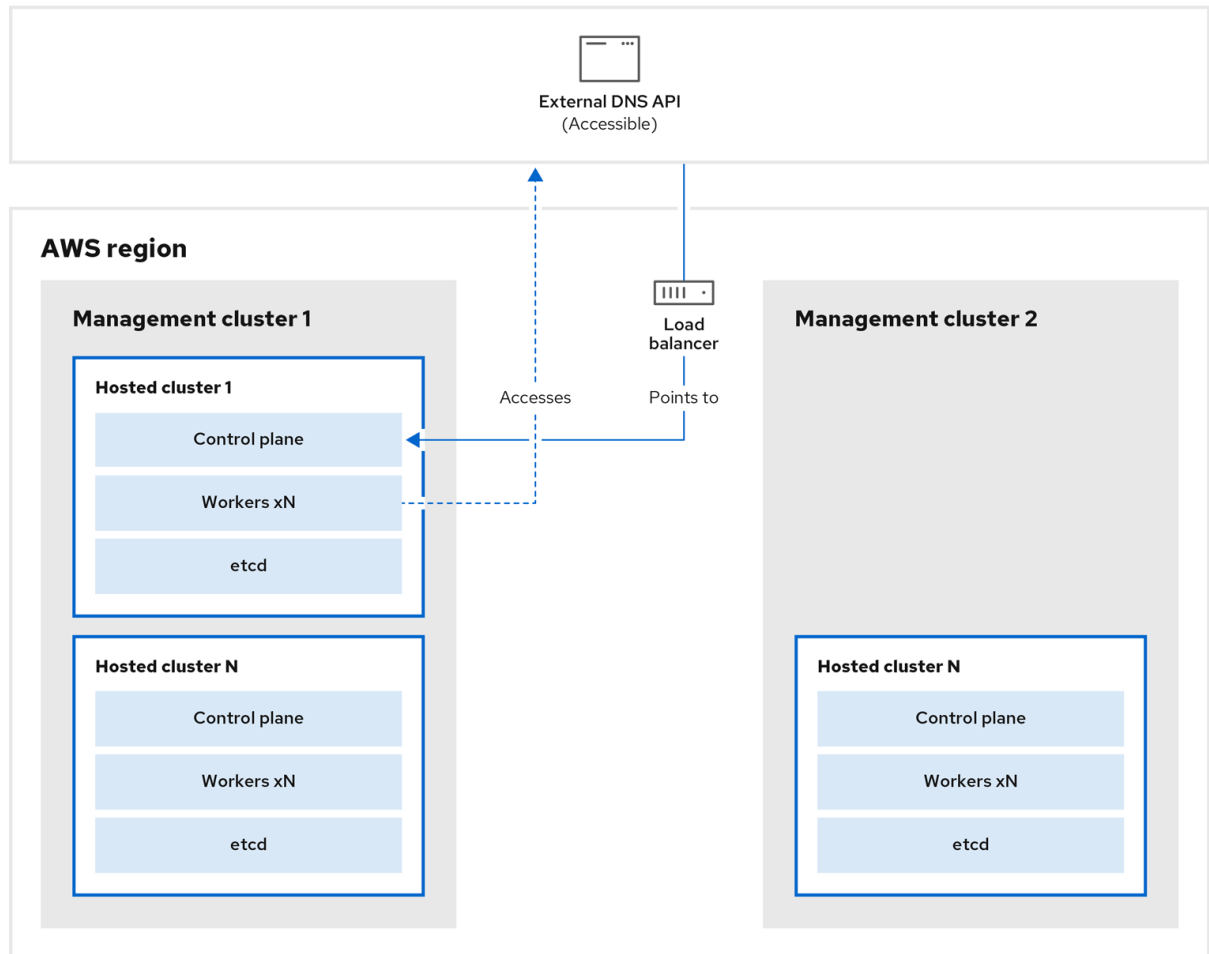 External DNS API
(Accessible)
AWS region
Management cluster 1
Hosted cluster 1
Control plane
Workers xN
etcd
Hosted cluster N
Control plane
Workers xN
etcd
Accesses
Load
balancer
Points to
Management cluster 2
Hosted cluster N
Control plane
Workers xN
etcd